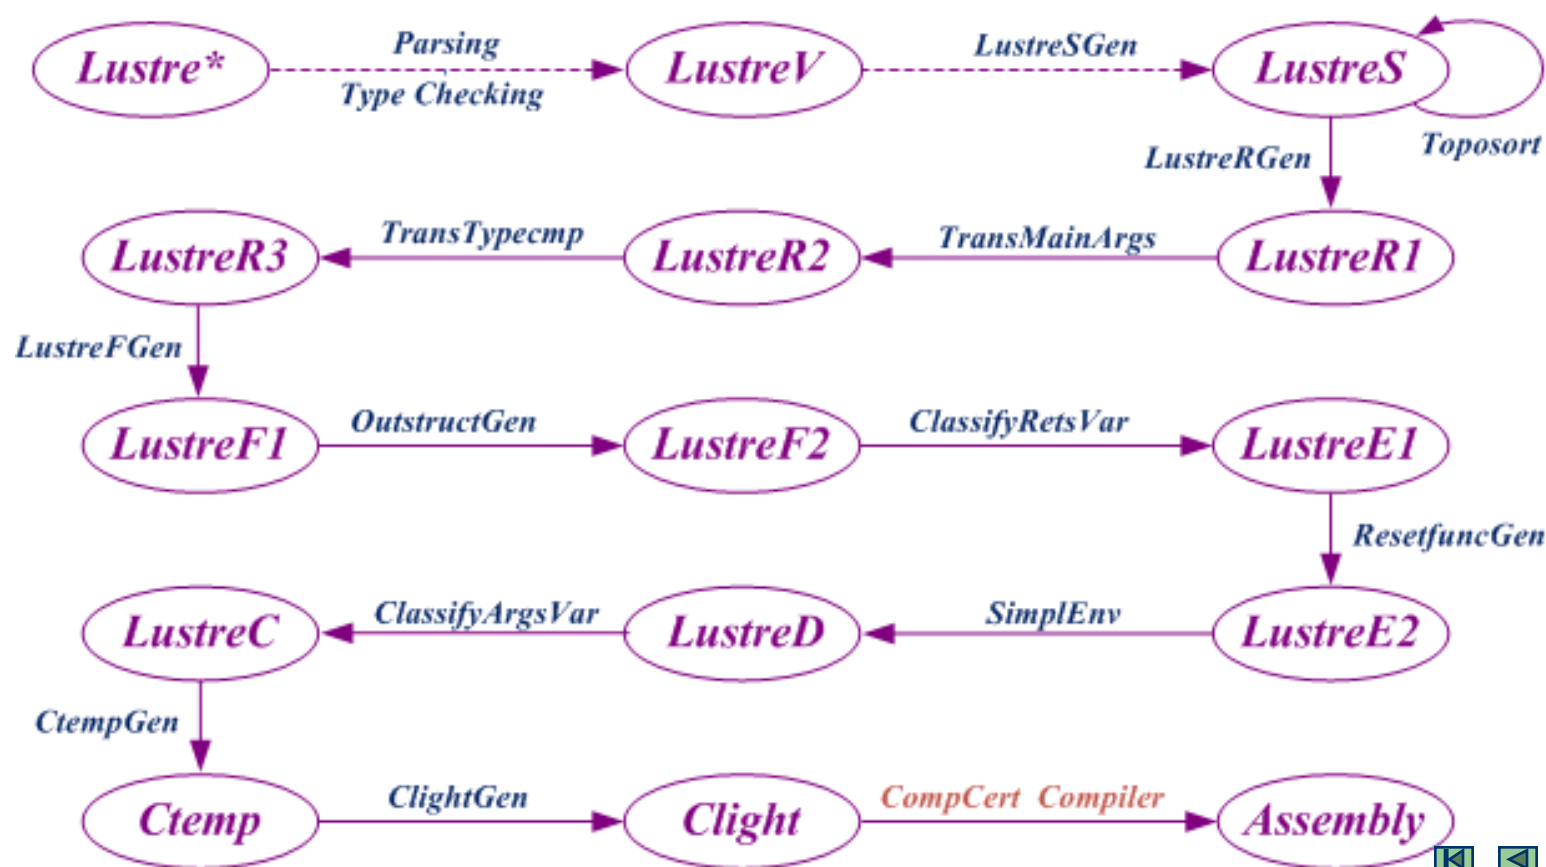 Lustre*
Parsing
Type Checking
LustreV
LustreSGen
LustreS
Toposort
LustreRGen
LustreR3
TransTypecmp
LustreR2
TransMainArgs
LustreR1
LustreFGen
LustreF1
OutstructGen
LustreF2
ClassifyRetsVar
LustreE1
ResetfuncGen
LustreC
ClassifyArgsVar
LustreD
SimplEnv
LustreE2
CtempGen
Ctemp
ClightGen
Clight
CompCert Compiler
Assembly